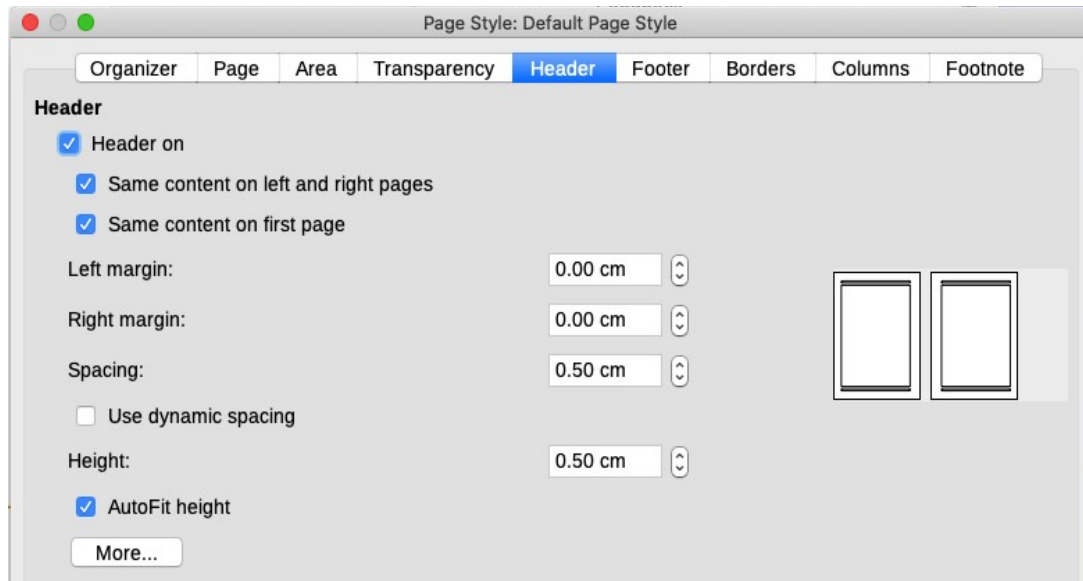 Page Style: Default Page Style
Organizer Page Area Transparency Header Footer Borders Columns Footnote
Header
Header on
Same content on left and right pages
Same content on first page
Left margin: 0.00 cm
Right margin: 0.00 cm
Spacing: 0.50 cm
Use dynamic spacing
Height: 0.50 cm
AutoFit height
More...